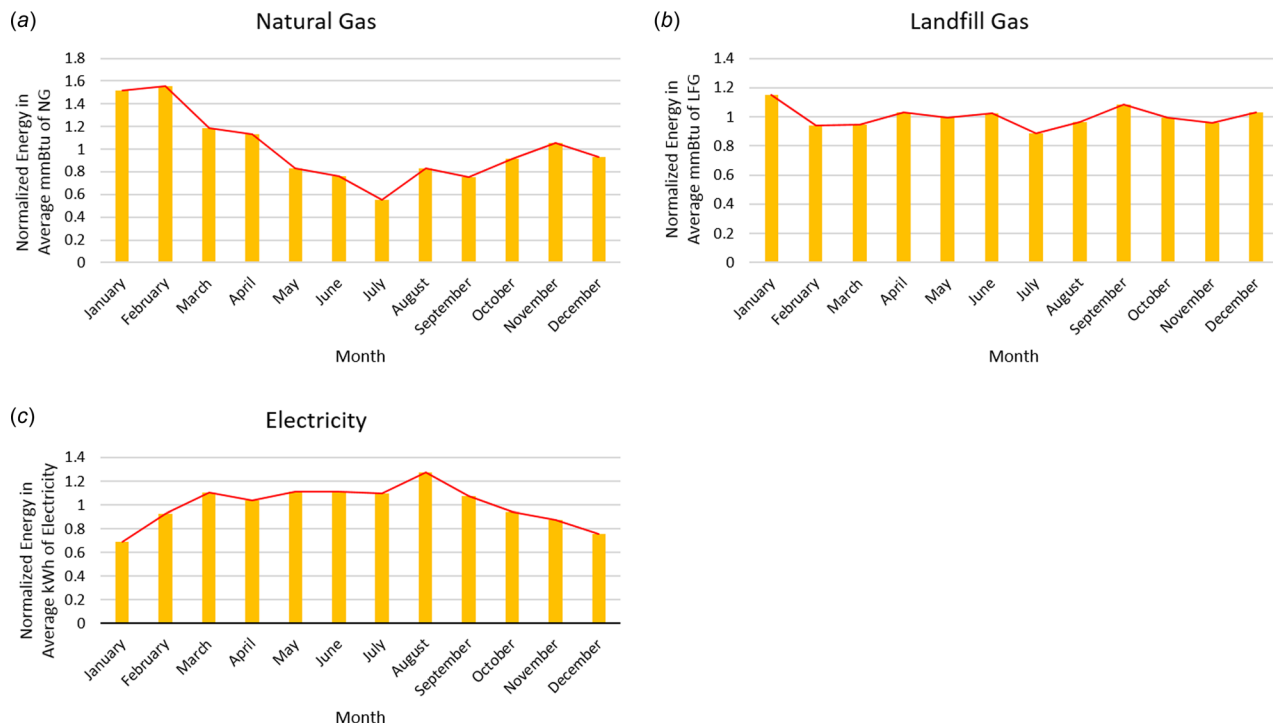 (a)
Natural Gas
Normalized Energy in
Average mmBtu of NG
1.8
1.6
1.4
1.2
1
0.8
0.6
0.4
0.2
0
January
February
March
April
May
June
July
August
September
October
November
December
Month
(b)
Landfill Gas
Normalized Energy in
Average mmBtu of LFG
1.4
1.2
1
0.8
0.6
0.4
0.2
0
January
February
March
April
May
June
July
August
September
October
November
December
Month
(c)
Electricity
Normalized Energy in
Average kWh of Electricity
1.4
1.2
1
0.8
0.6
0.4
0.2
0
January
February
March
April
May
June
July
August
September
October
November
December
Month